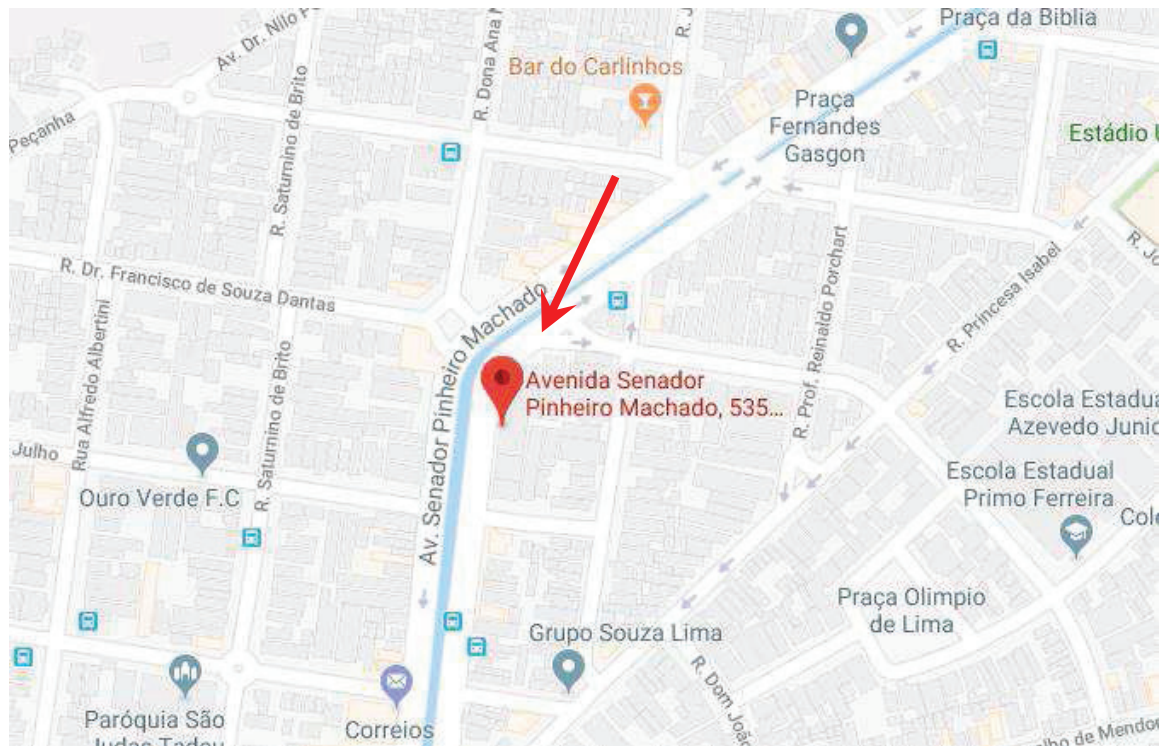 Praça da Biblia
Av. Dr. Nilo
R. Dona Ana
R. J
Bar do Carlinhos
Praça
Fernandes
Gasgon
Estádio
Peçanha
R. Saturnino de Brito
R. Dr. Francisco de Souza Dantas
R. Prof. Reinaldo Porchart
R. Princesa Isabel
Av. Senador Pinheiro Machado
Avenida Senador
Pinheiro Machado, 535...
Rua Alfredo Albertini
R. Saturnino de Brito
Julho
Ouro Verde F.C
Escola Estadua
Azevedo Junio
Escola Estadual
Primo Ferreira
Cole
Praça Olimpio
de Lima
Grupo Souza Lima
R. Dom João
Paróquia São
Judas Tadeu
Correios
ho de Mendo